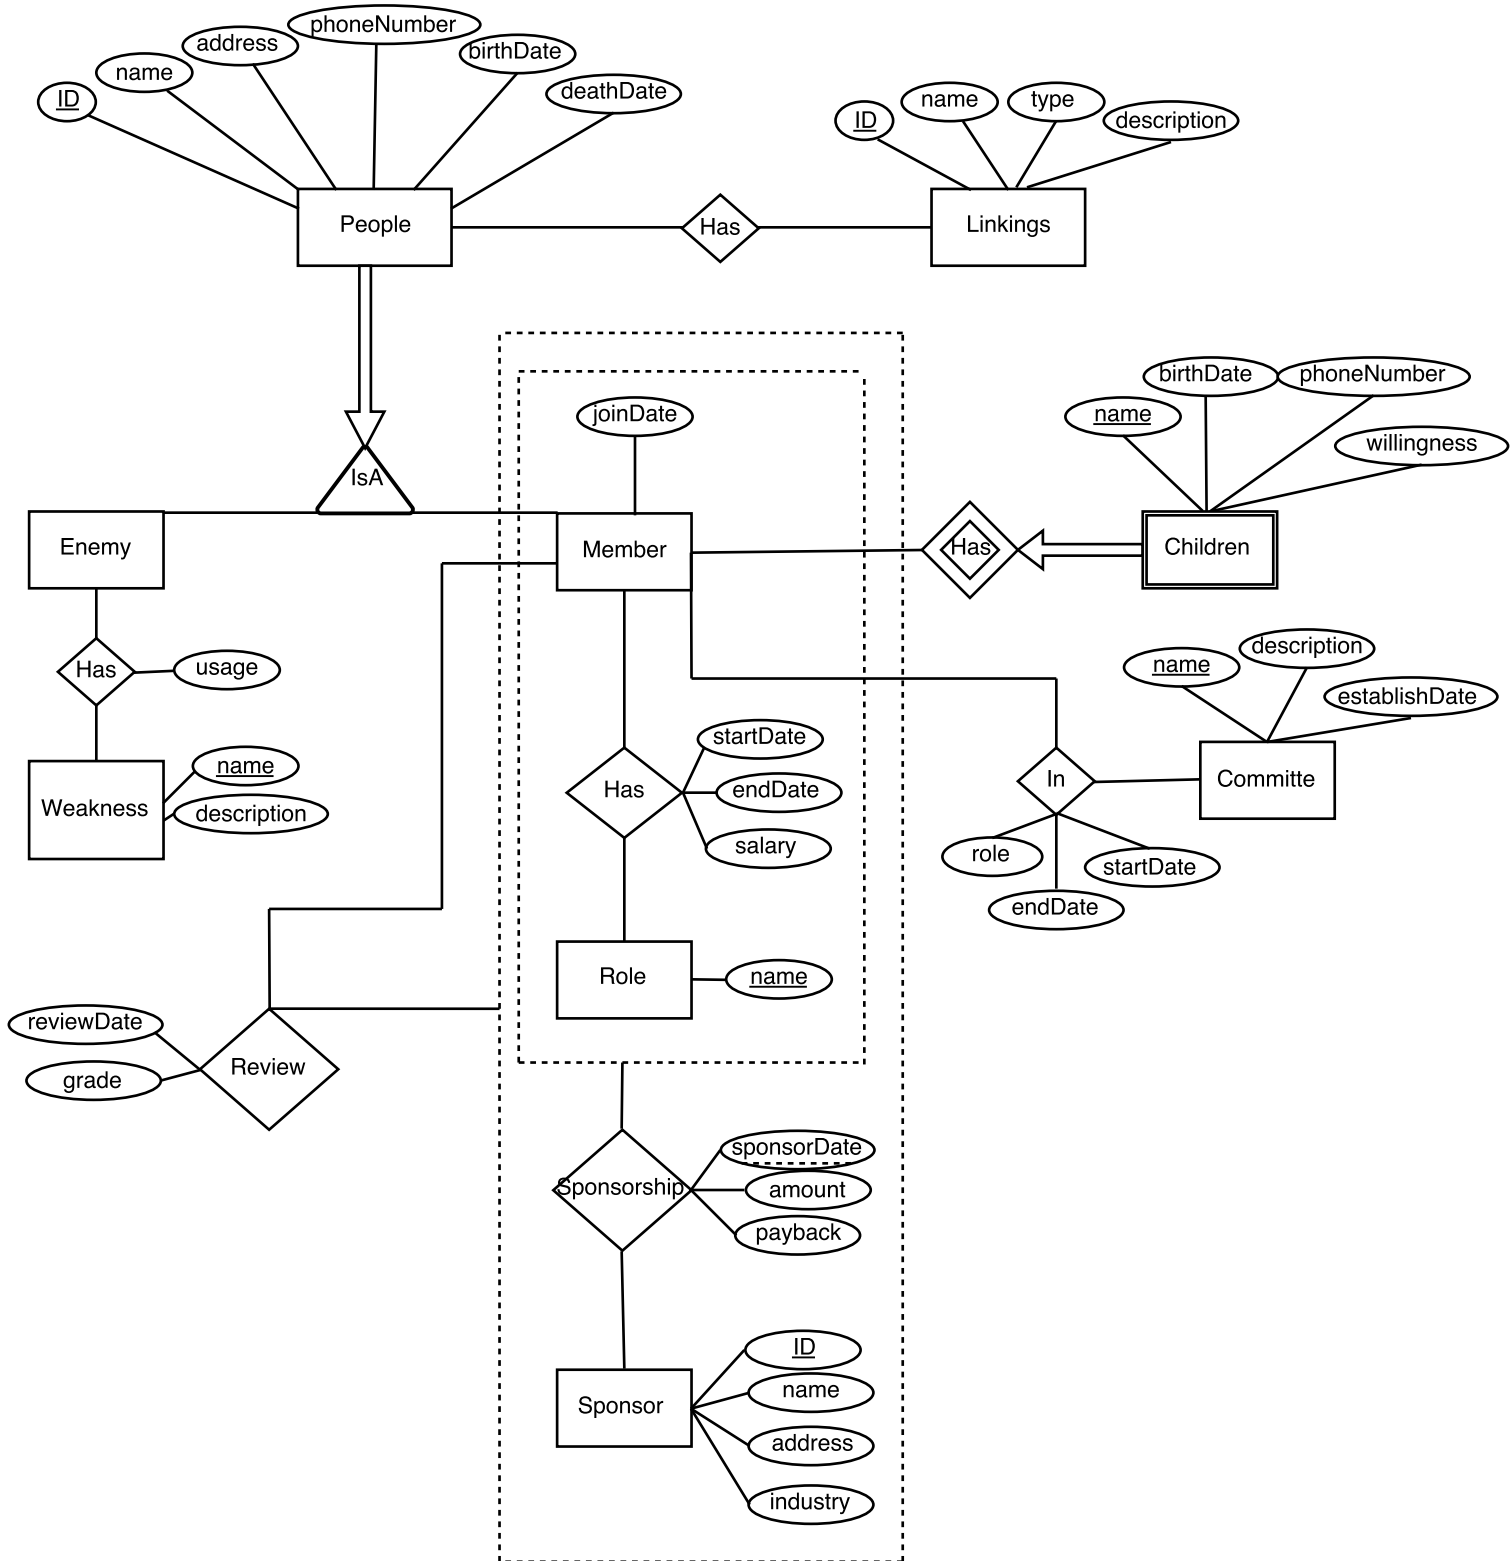 phoneNumber
address
birthDate
name
deathDate
ID
name
type
ID
description
People
Has
Linkings
birthDate
phoneNumber
joinDate
name
willingness
IsA
Enemy
Member
Has
Children
Has
usage
description
name
establishDate
startDate
name
Weakness
description
Has
endDate
In
Committe
salary
role
startDate
endDate
Role
name
reviewDate
Review
grade
sponsorDate
Sponsorship
amount
payback
ID
name
Sponsor
address
industry